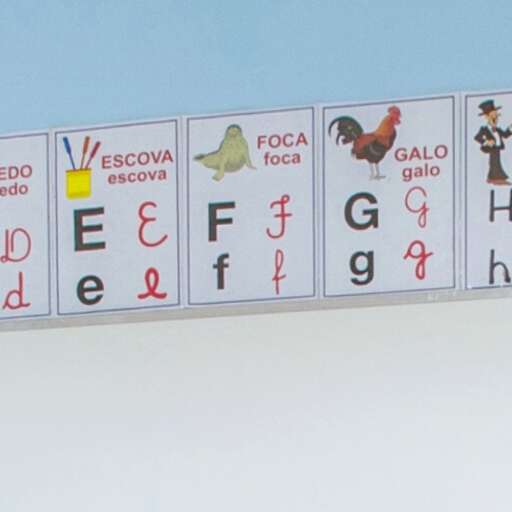 EDO
edo
D
d
ESCOVA
escova
E E
e e
FOCA
foca
F F
f f
GALO
galo
G G
g g
H
h